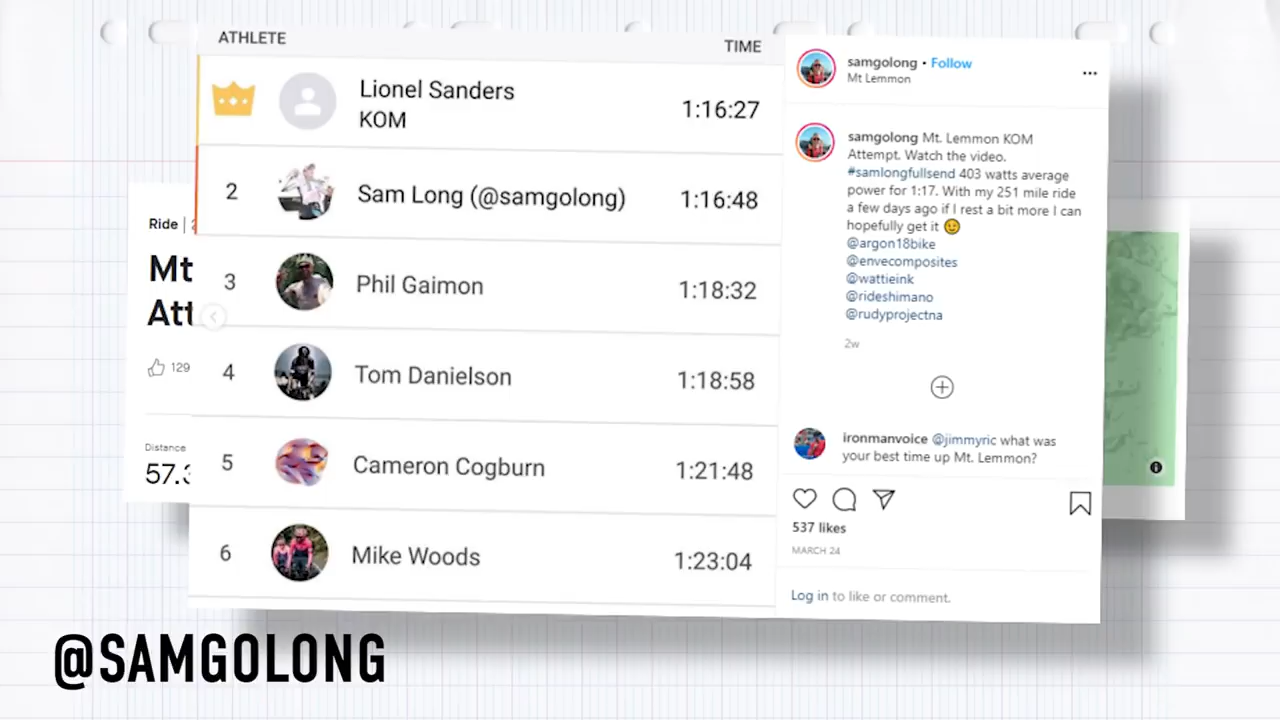 ATHLETE TIME
Lionel Sanders
KOM
1:16:27
2 Sam Long (@samgolong) 1:16:48
3 Phil Gaimon 1:18:32
4 Tom Danielson 1:18:58
5 Cameron Cogburn 1:21:48
6 Mike Woods 1:23:04
Ride |
Mt
Att
129
Distance
57.3
samgolong • Follow
Mt Lemmon
samgolong Mt. Lemmon KOM
Attempt. Watch the video.
#samlongfullsend 403 watts average
power for 1:17. With my 251 mile ride
a few days ago if I rest a bit more I can
hopefully get it 😉
@argon18bike
@envecomposites
@wattieink
@rideshimano
@rudyprojectna
2w
ironmanvoice @jimmyric what was
your best time up Mt. Lemmon?
537 likes
MARCH 24
Log in to like or comment.
@SAMGOLONG